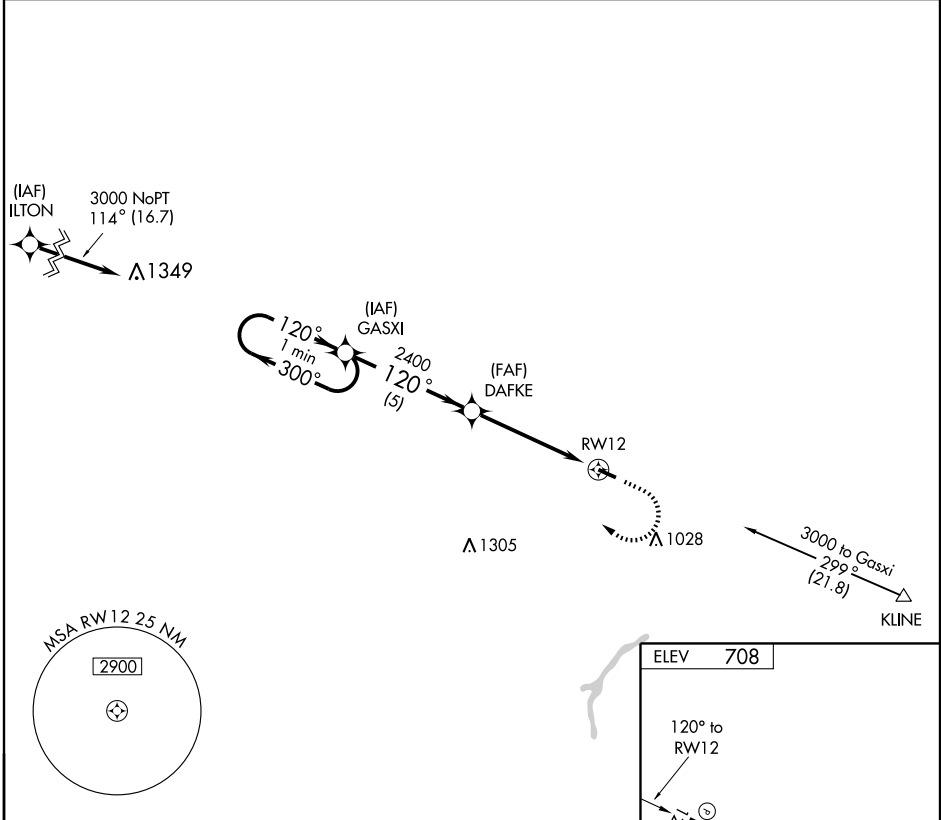 (IAF)
ILTON
3000 NoPT
114° (16.7)
1349
(IAF)
GASXI
120°
1 min
300°
2400
120°
(5)
(FAF)
DAFKE
RW12
1305
1028
3000 to Gasxi
299°
(21.8)
KLINE
MSA RW12 25 NM
2900
ELEV 708
120° to
RW12
P